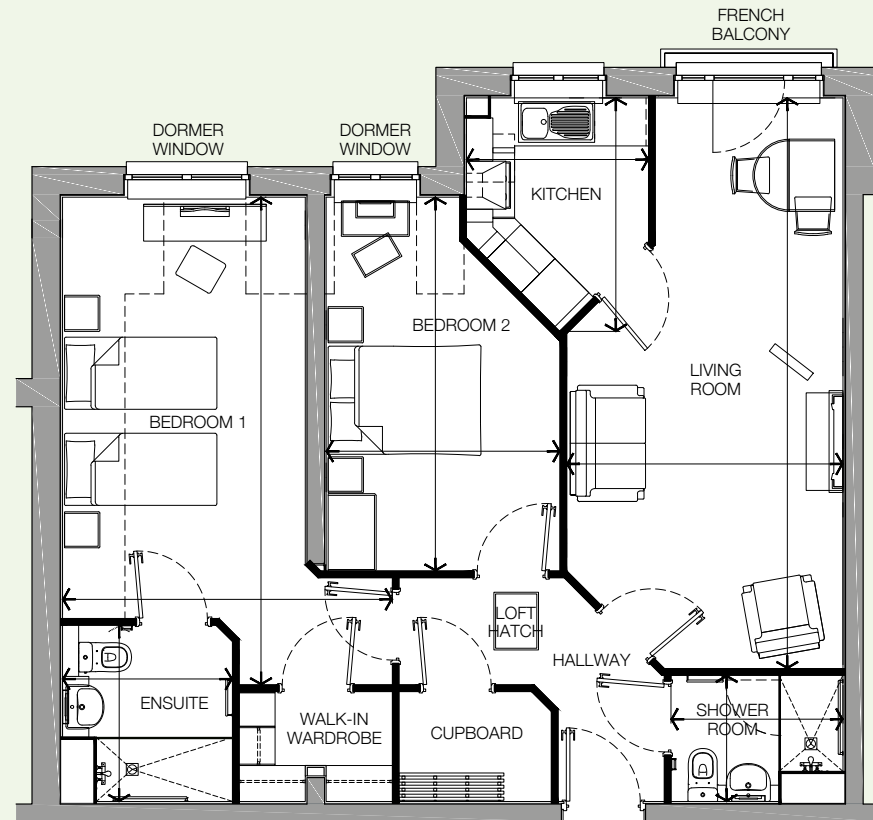 FRENCH
BALCONY
DORMER
WINDOW
DORMER
WINDOW
KITCHEN
BEDROOM 2
LIVING
ROOM
BEDROOM 1
LOFT
HATCH
HALLWAY
ENSUITE
WALK-IN
WARDROBE
CUPBOARD
SHOWER
ROOM